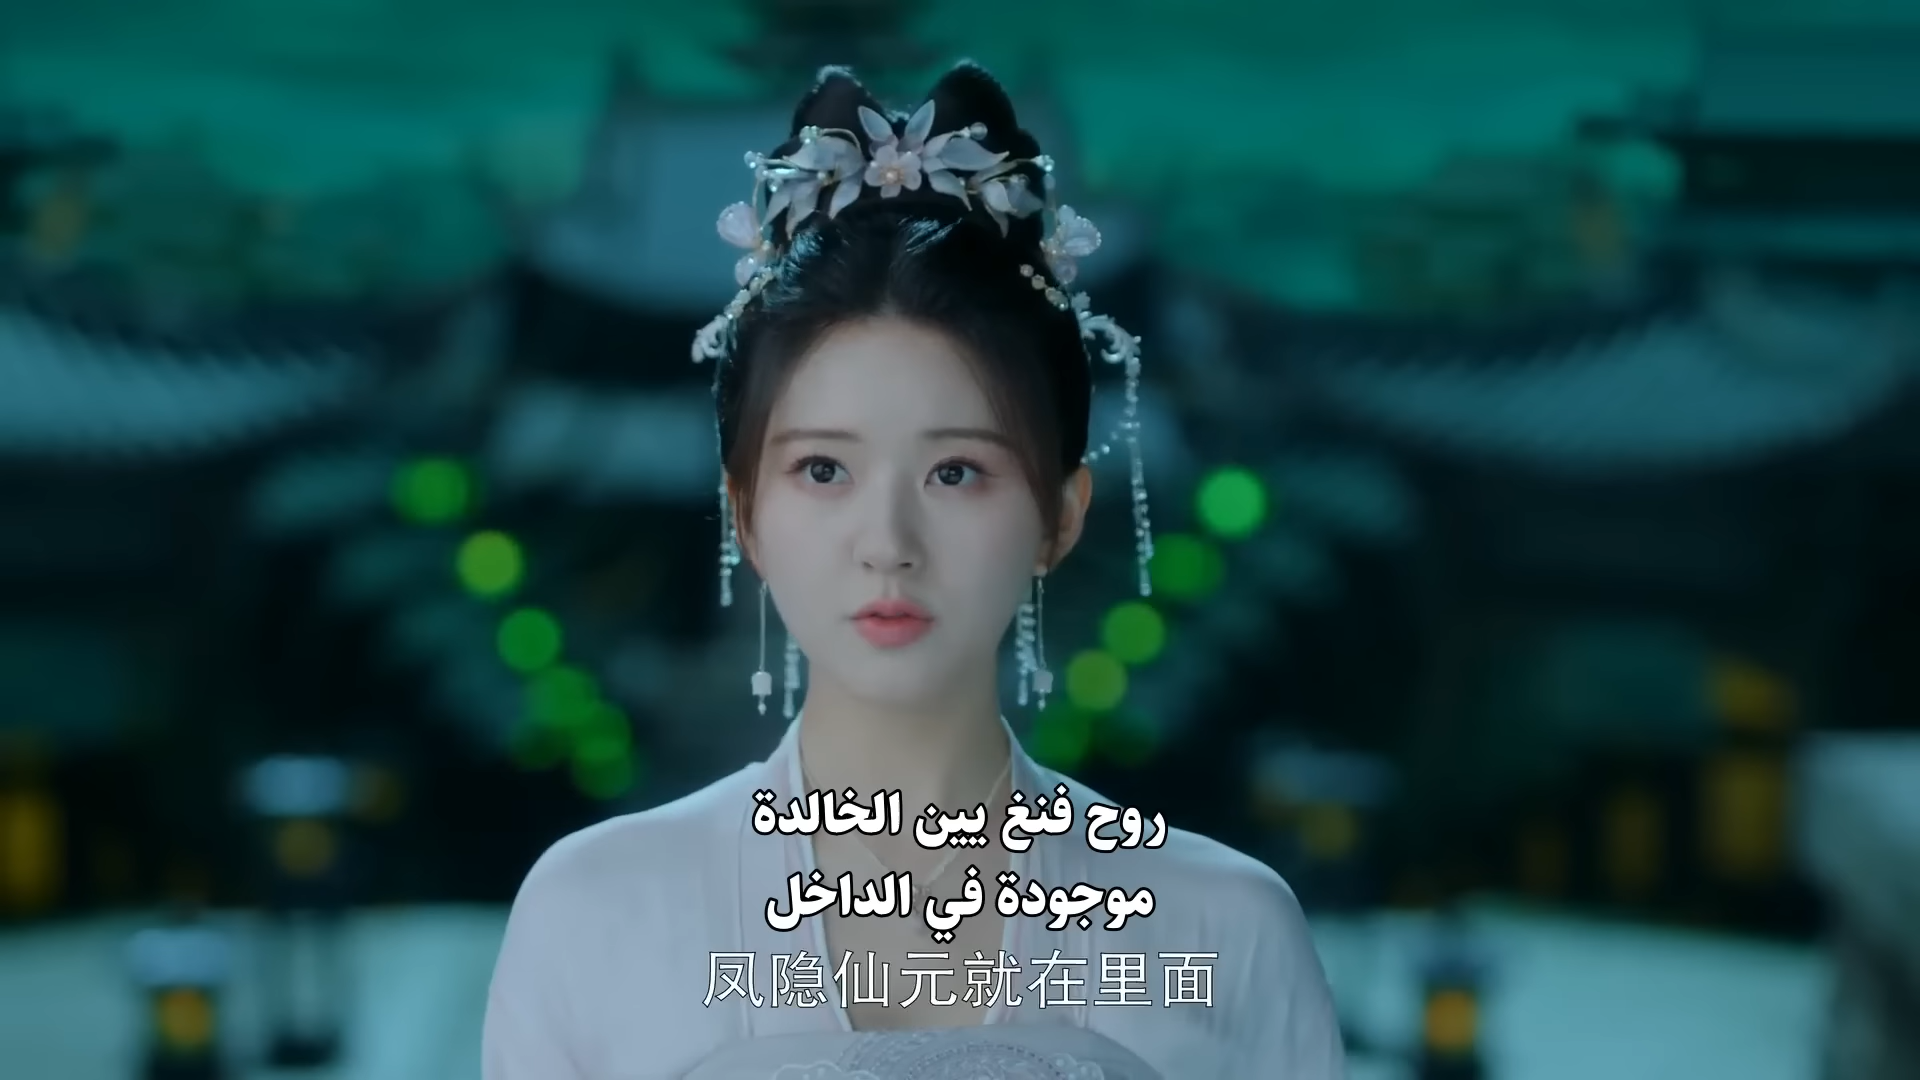 روح فنغ يين الخالدة
موجودة في الداخل
凤隐仙元就在里面